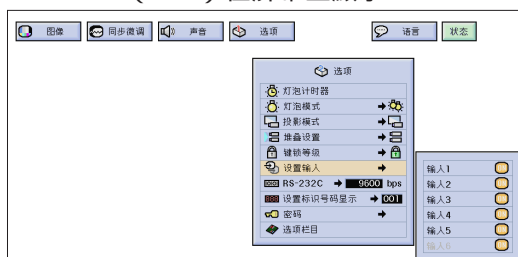 图像 同步微调 声音 选项 语言 状态
选项
灯泡计时器
灯泡模式
投影模式
堆叠设置
键锁等级
设置输入
RS-232C 9600 bps
设置标识号码显示 001
密码
选项栏目
输入1
输入2
输入3
输入4
输入5
输入6